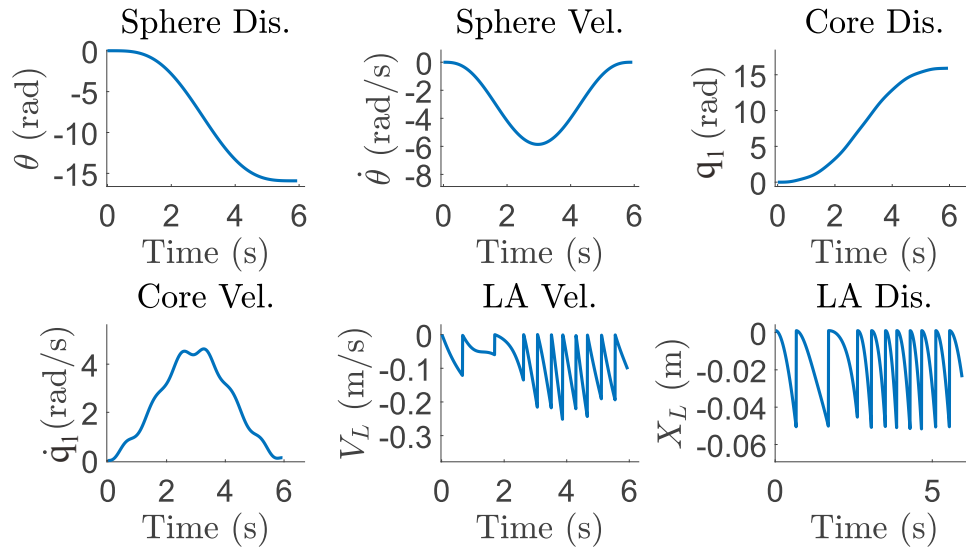 Sphere Dis.
θ (rad)
0
-5
-10
-15
0 2 4 6
Time (s)
Sphere Vel.
θ̇ (rad/s)
0
-2
-4
-6
-8
0 2 4 6
Time (s)
Core Dis.
q₁ (rad)
15
10
5
0
0 2 4 6
Time (s)
Core Vel.
q̇₁(rad/s)
4
2
0
0 2 4 6
Time (s)
LA Vel.
V_L (m/s)
0
-0.1
-0.2
-0.3
0 2 4 6
Time (s)
LA Dis.
X_L (m)
0
-0.02
-0.04
-0.06
0 5
Time (s)